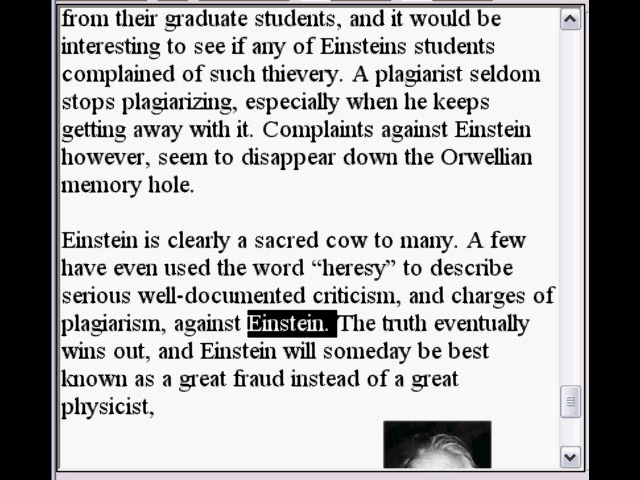 from their graduate students, and it would be
interesting to see if any of Einsteins students
complained of such thievery. A plagiarist seldom
stops plagiarizing, especially when he keeps
getting away with it. Complaints against Einstein
however, seem to disappear down the Orwellian
memory hole.
Einstein is clearly a sacred cow to many. A few
have even used the word “heresy” to describe
serious well-documented criticism, and charges of
plagiarism, against Einstein. The truth eventually
wins out, and Einstein will someday be best
known as a great fraud instead of a great
physicist,